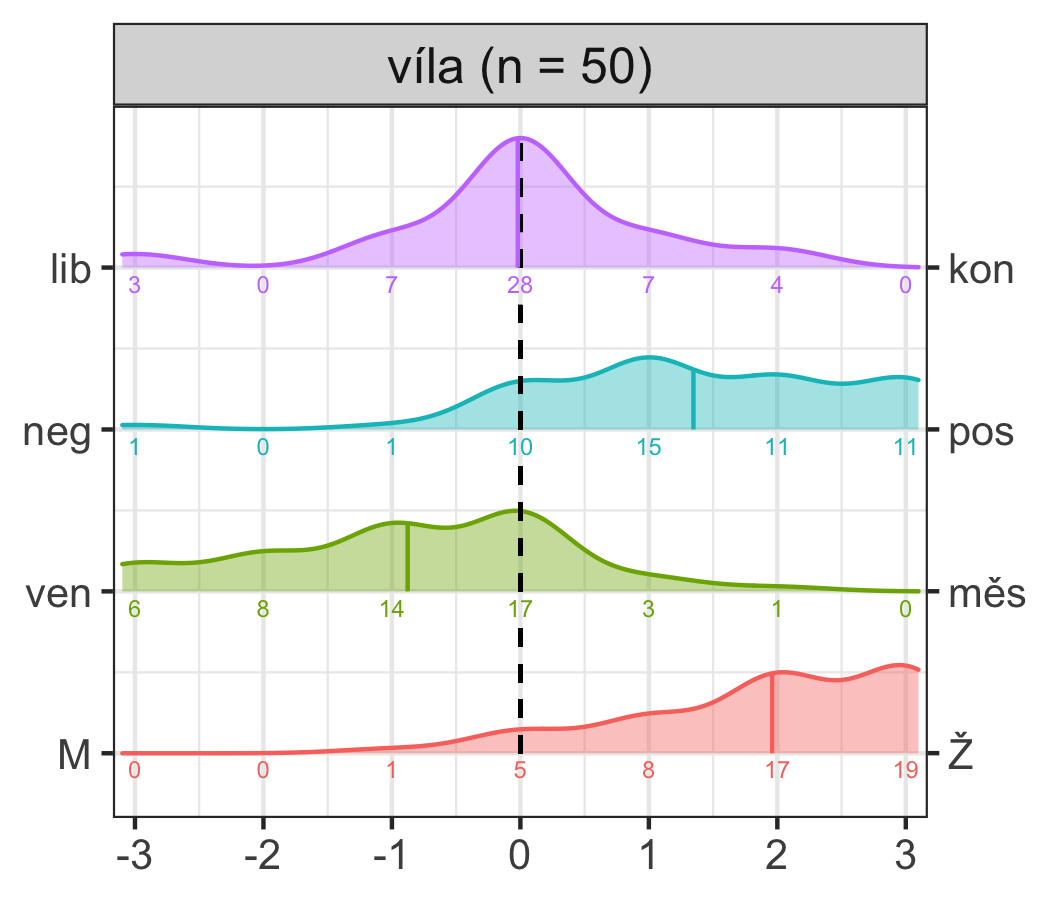 víla (n = 50)
lib kon
3 0 7 28 7 4 0
neg pos
1 0 1 10 15 11 11
ven měs
6 8 14 17 3 1 0
M Ž
0 0 1 5 8 17 19
-3 -2 -1 0 1 2 3